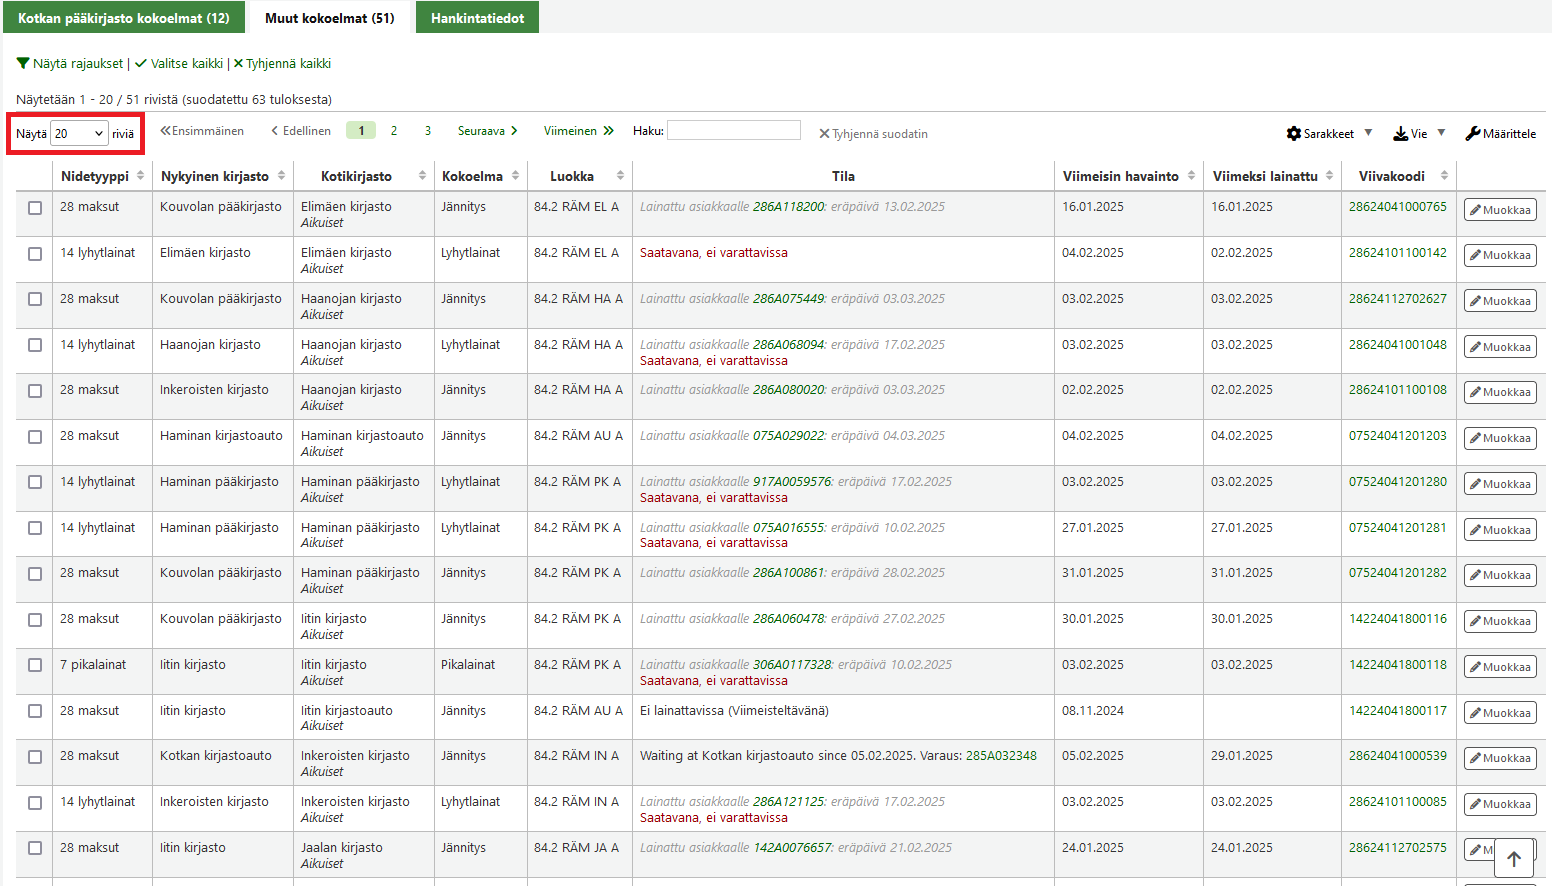 Kotkan pääkirjasto kokoelmat (12) Muut kokoelmat (51) Hankintatiedot
Näytä rajaukset | Valitse kaikki | Tyhjennä kaikki
Näytetään 1 - 20 / 51 rivistä (suodatettu 63 tuloksesta)
Näytä 20 riviä Ensimmäinen Edellinen 1 2 3 Seuraava Viimeinen Haku: Tyhjennä suodatin Sarakkeet Vie Määrittele
Nidetyyppi Nykyinen kirjasto Kotikirjasto Kokoelma Luokka Tila Viimeisin havainto Viimeksi lainattu Viivakoodi
28 maksut Kouvolan pääkirjasto Elimäen kirjasto Jännitys 84.2 RÄM EL A Lainattu asiakkaalle 286A118200: eräpäivä 13.02.2025 16.01.2025 16.01.2025 28624041000765 Muokkaa
Aikuiset
14 lyhytlainat Elimäen kirjasto Elimäen kirjasto Lyhytlainat 84.2 RÄM EL A Saatavana, ei varattavissa 04.02.2025 02.02.2025 28624101100142 Muokkaa
Aikuiset
28 maksut Kouvolan pääkirjasto Haanojan kirjasto Jännitys 84.2 RÄM HA A Lainattu asiakkaalle 286A075449: eräpäivä 03.03.2025 03.02.2025 03.02.2025 28624112702627 Muokkaa
Aikuiset
14 lyhytlainat Haanojan kirjasto Haanojan kirjasto Lyhytlainat 84.2 RÄM HA A Lainattu asiakkaalle 286A068094: eräpäivä 17.02.2025 03.02.2025 03.02.2025 28624041001048 Muokkaa
Aikuiset Saatavana, ei varattavissa
28 maksut Inkeroisten kirjasto Haanojan kirjasto Jännitys 84.2 RÄM HA A Lainattu asiakkaalle 286A080020: eräpäivä 03.03.2025 02.02.2025 02.02.2025 28624101100108 Muokkaa
Aikuiset
28 maksut Haminan kirjastoauto Haminan kirjastoauto Jännitys 84.2 RÄM AU A Lainattu asiakkaalle 075A029022: eräpäivä 04.03.2025 04.02.2025 04.02.2025 07524041201203 Muokkaa
Aikuiset
14 lyhytlainat Haminan pääkirjasto Haminan pääkirjasto Lyhytlainat 84.2 RÄM PK A Lainattu asiakkaalle 917A0059576: eräpäivä 17.02.2025 03.02.2025 03.02.2025 07524041201280 Muokkaa
Aikuiset Saatavana, ei varattavissa
14 lyhytlainat Haminan pääkirjasto Haminan pääkirjasto Lyhytlainat 84.2 RÄM PK A Lainattu asiakkaalle 075A016555: eräpäivä 10.02.2025 27.01.2025 27.01.2025 07524041201281 Muokkaa
Aikuiset Saatavana, ei varattavissa
28 maksut Kouvolan pääkirjasto Haminan pääkirjasto Jännitys 84.2 RÄM PK A Lainattu asiakkaalle 286A100861: eräpäivä 28.02.2025 31.01.2025 31.01.2025 07524041201282 Muokkaa
Aikuiset
28 maksut Kouvolan pääkirjasto Iitin kirjasto Jännitys 84.2 RÄM PK A Lainattu asiakkaalle 286A060478: eräpäivä 27.02.2025 30.01.2025 30.01.2025 14224041800116 Muokkaa
Aikuiset
7 pikalainat Iitin kirjasto Iitin kirjasto Pikalainat 84.2 RÄM PK A Lainattu asiakkaalle 306A0117328: eräpäivä 10.02.2025 03.02.2025 03.02.2025 14224041800118 Muokkaa
Aikuiset Saatavana, ei varattavissa
28 maksut Iitin kirjasto Iitin kirjastoauto Jännitys 84.2 RÄM AU A Ei lainattavissa (Viimeisteltävänä) 08.11.2024 14224041800117 Muokkaa
Aikuiset
28 maksut Kotkan kirjastoauto Inkeroisten kirjasto Jännitys 84.2 RÄM IN A Waiting at Kotkan kirjastoauto since 05.02.2025. Varaus: 285A032348 05.02.2025 29.01.2025 28624041000539 Muokkaa
Aikuiset
14 lyhytlainat Inkeroisten kirjasto Inkeroisten kirjasto Lyhytlainat 84.2 RÄM IN A Lainattu asiakkaalle 286A121125: eräpäivä 17.02.2025 03.02.2025 03.02.2025 28624101100085 Muokkaa
Aikuiset Saatavana, ei varattavissa
28 maksut Iitin kirjasto Jaalan kirjasto Jännitys 84.2 RÄM JA A Lainattu asiakkaalle 142A0076657: eräpäivä 21.02.2025 24.01.2025 24.01.2025 28624112702575
Aikuiset